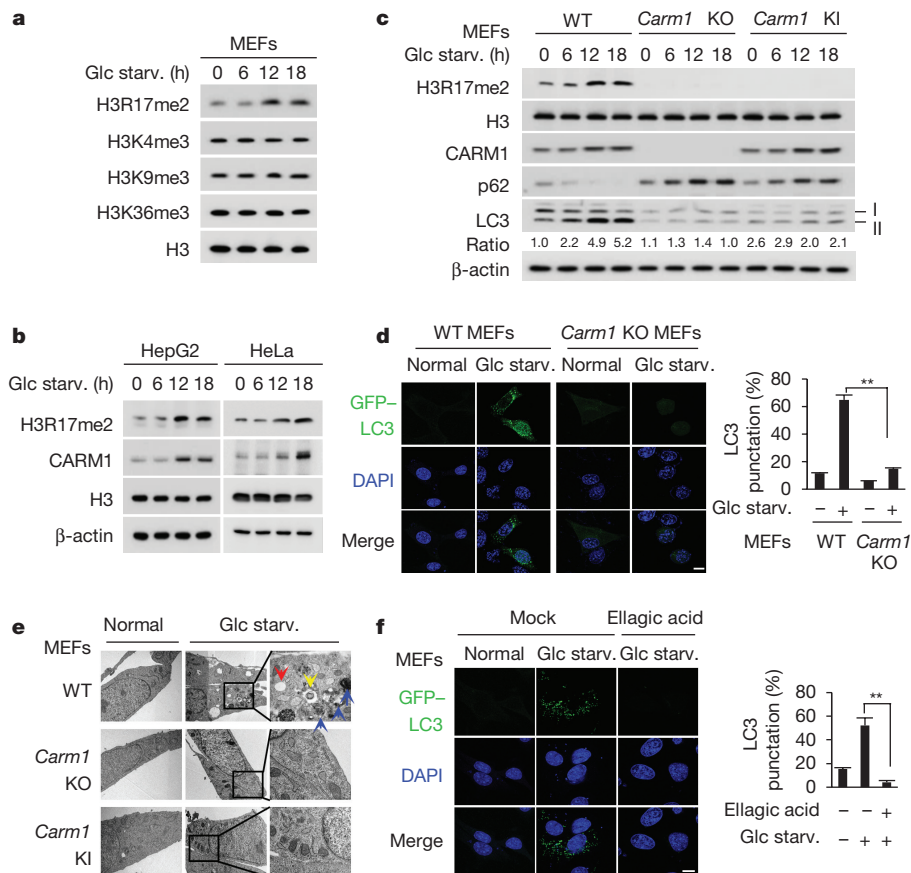 a
MEFs
Glc starv. (h) 0 6 12 18
H3R17me2
H3K4me3
H3K9me3
H3K36me3
H3
b
HepG2 HeLa
Glc starv. (h) 0 6 12 18 0 6 12 18
H3R17me2
CARM1
H3
β-actin
c
MEFs WT Carm1 KO Carm1 KI
Glc starv. (h) 0 6 12 18 0 6 12 18 0 6 12 18
H3R17me2
H3
CARM1
p62
LC3 I
II
Ratio 1.0 2.2 4.9 5.2 1.1 1.3 1.4 1.0 2.6 2.9 2.0 2.1
β-actin
d
WT MEFs Carm1 KO MEFs
Normal Glc starv. Normal Glc starv.
GFP–
LC3
DAPI
Merge
LC3
punctation (%)
80
60
40
20
0
**
Glc starv. – + – +
MEFs WT Carm1
KO
e
Normal Glc starv.
MEFs
WT
Carm1
KO
Carm1
KI
f
Mock Ellagic acid
MEFs Normal Glc starv. Glc starv.
GFP–
LC3
DAPI
Merge
LC3
punctation (%)
80
60
40
20
0
**
Ellagic acid – – +
Glc starv. – + +